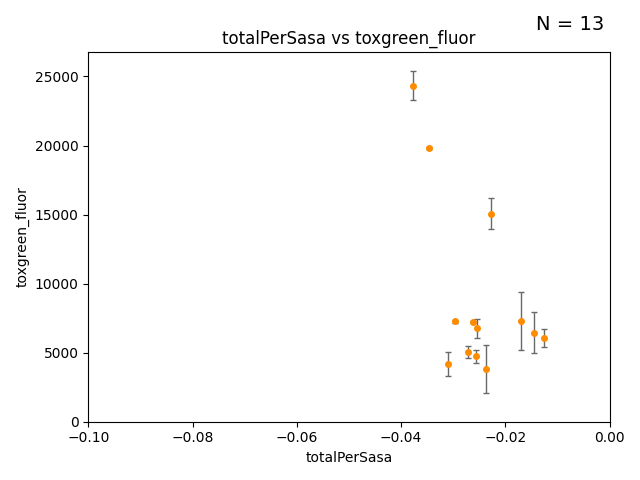 N = 13
totalPerSasa vs toxgreen_fluor
toxgreen_fluor
25000
20000
15000
10000
5000
0
−0.10 −0.08 −0.06 −0.04 −0.02 0.00
totalPerSasa